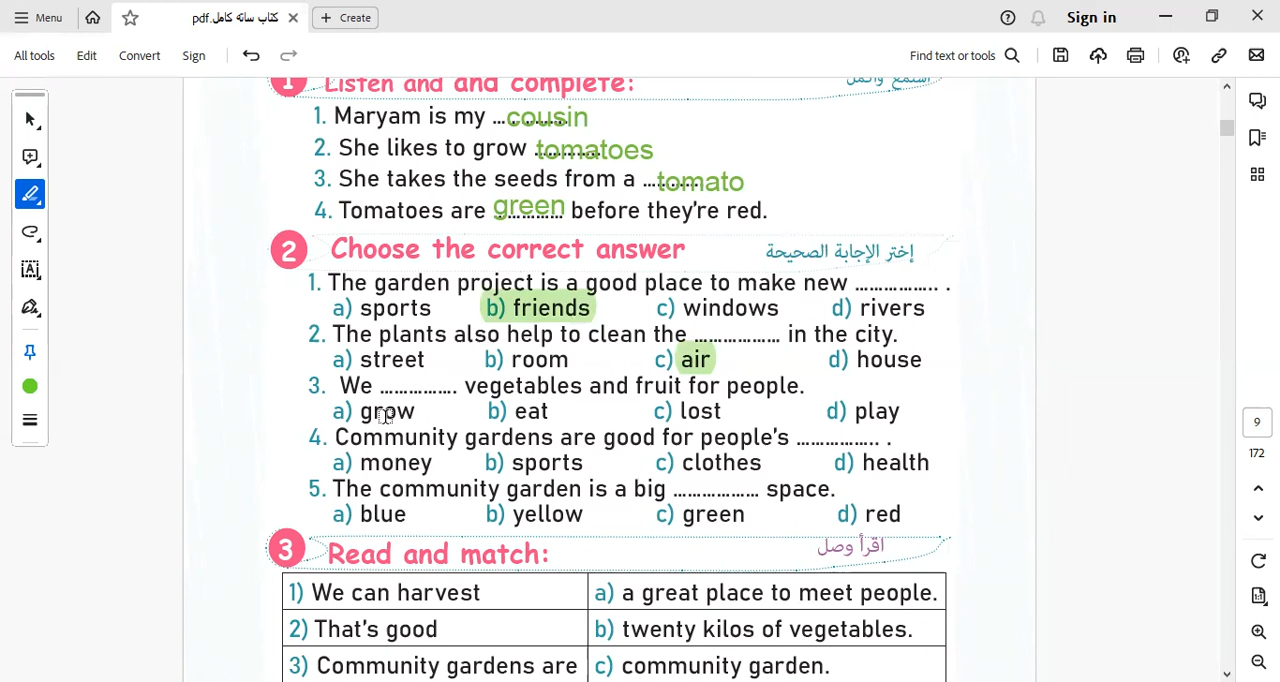 Menu
كتاب ساته كامل.pdf
Create
Sign in
All tools Edit Convert Sign
Find text or tools
1 Listen and and complete: استمع وأكمل
1. Maryam is my ............... cousin
2. She likes to grow ............... tomatoes
3. She takes the seeds from a ............... tomato
4. Tomatoes are ............... green before they're red.
2 Choose the correct answer إختر الإجابة الصحيحة
1. The garden project is a good place to make new ................. .
a) sports b) friends c) windows d) rivers
2. The plants also help to clean the ................. in the city.
a) street b) room c) air d) house
3. We ................ vegetables and fruit for people.
a) grow b) eat c) lost d) play
4. Community gardens are good for people's ................. .
a) money b) sports c) clothes d) health
5. The community garden is a big ................. space.
a) blue b) yellow c) green d) red
3 Read and match: اقرأ وصل
1) We can harvest a) a great place to meet people.
2) That's good b) twenty kilos of vegetables.
3) Community gardens are c) community garden.
9
172